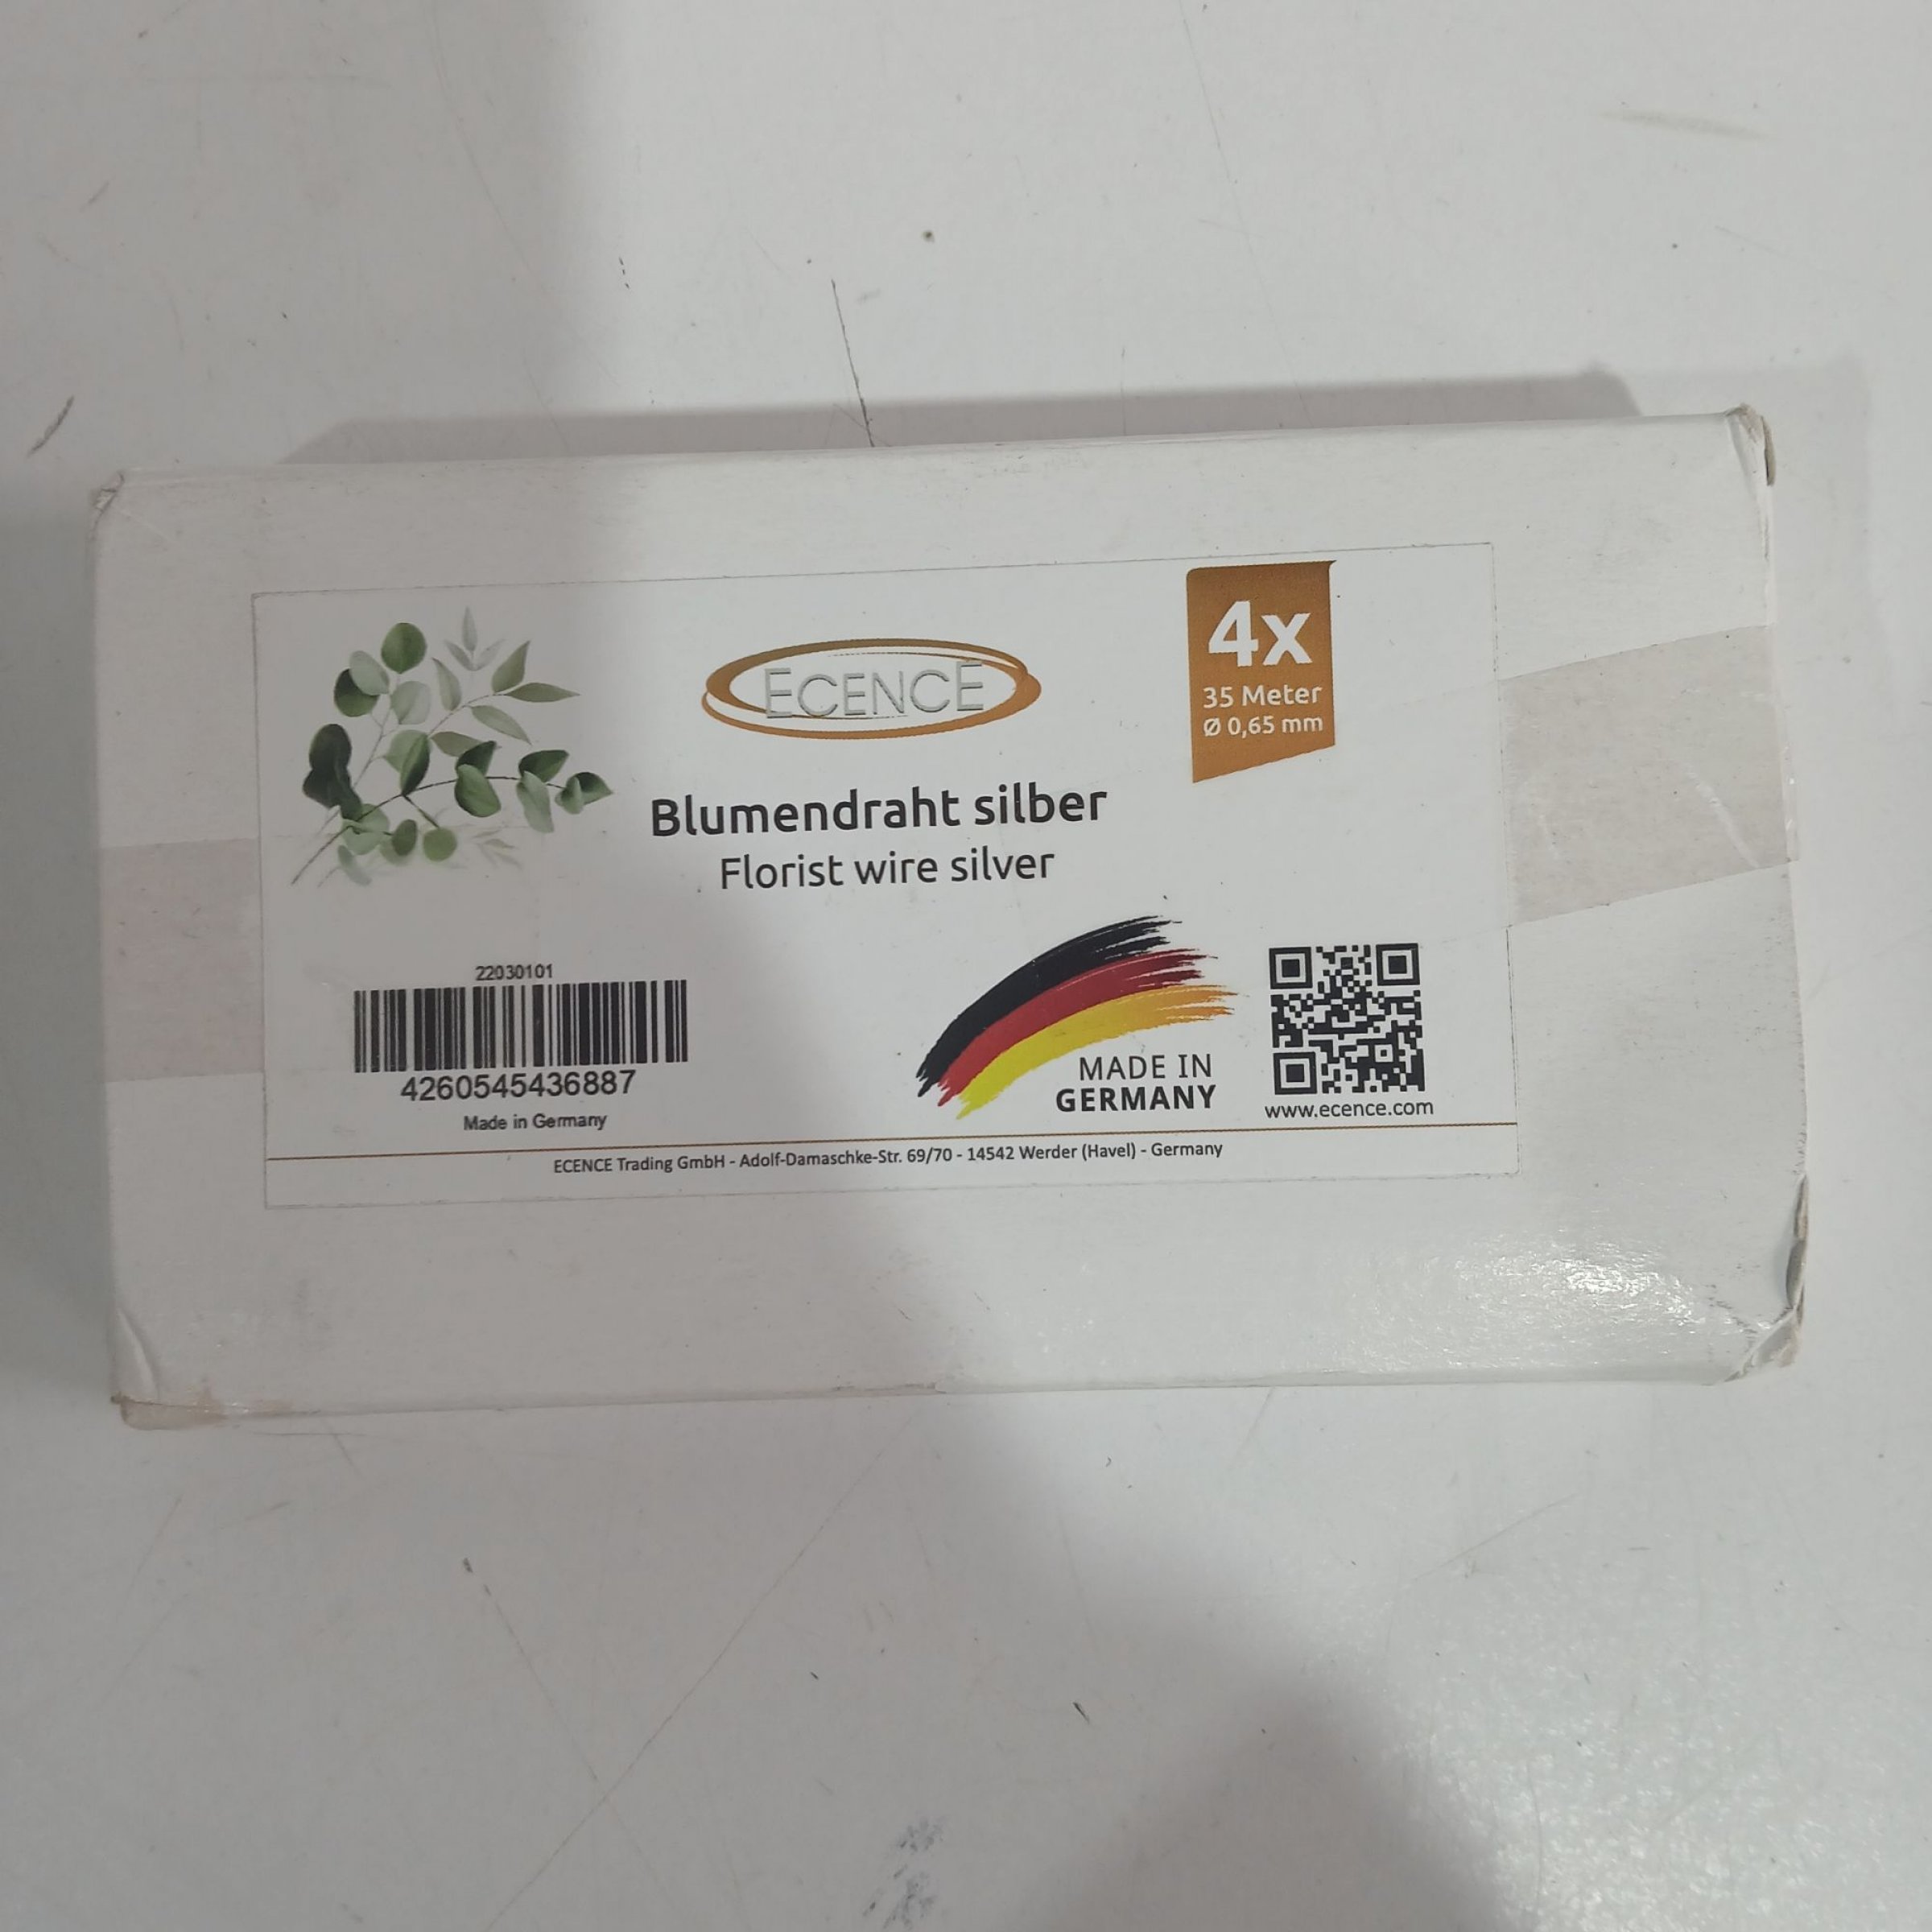 ECENCE
4x
35 Meter
Ø 0,65 mm
Blumendraht silber
Florist wire silver
22030101
4260545436887
Made in Germany
MADE IN
GERMANY
www.ecence.com
ECENCE Trading GmbH - Adolf-Damaschke-Str. 69/70 - 14542 Werder (Havel) - Germany